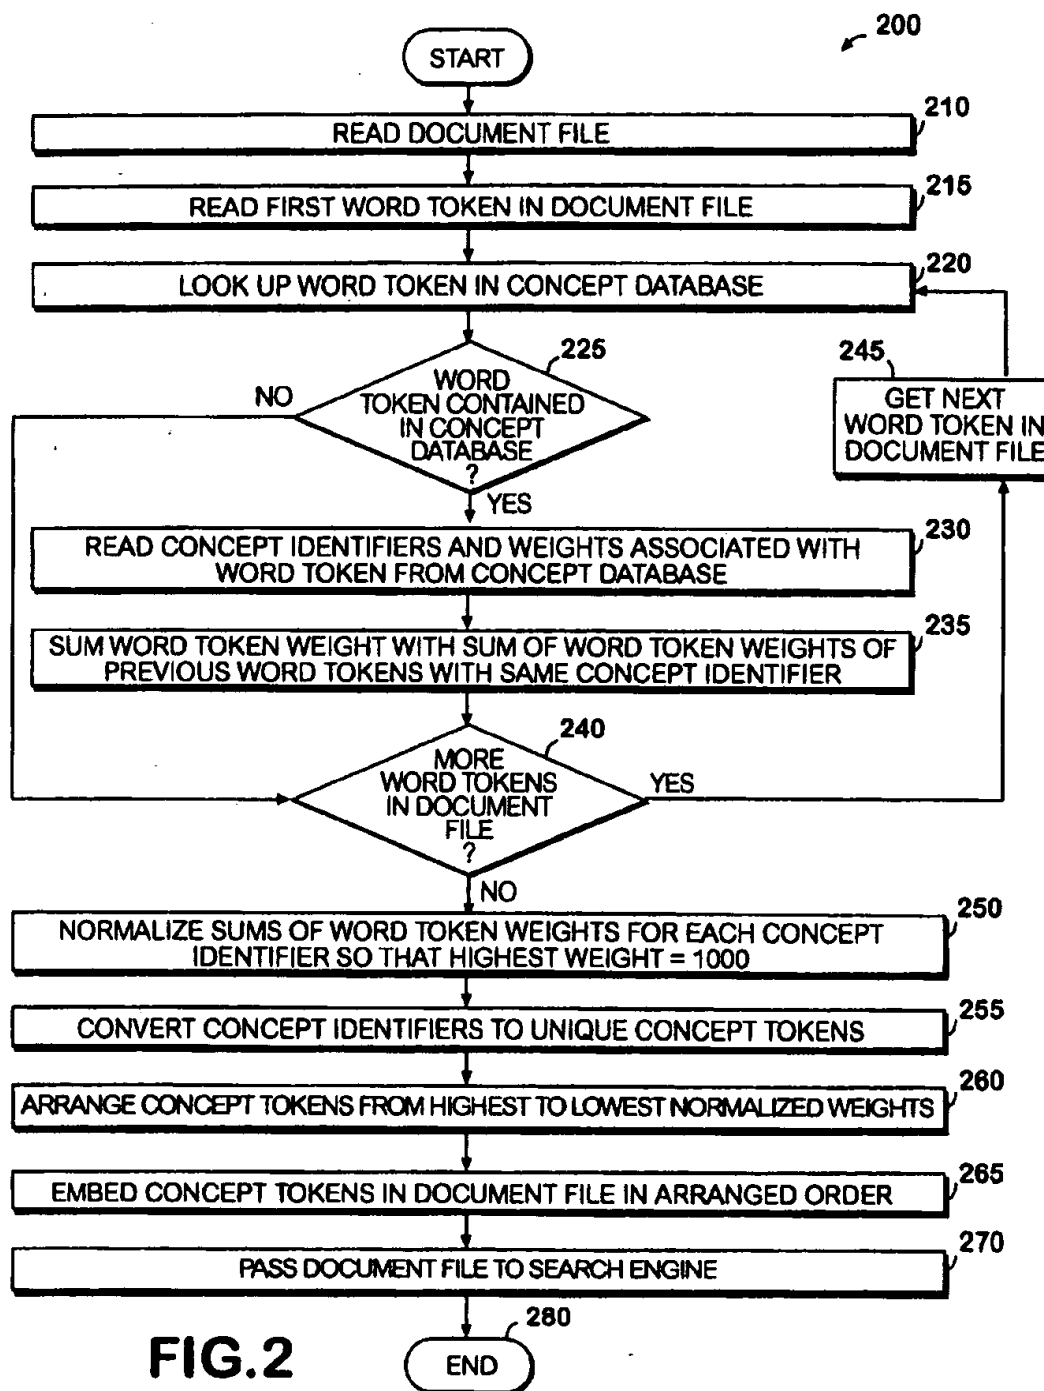 200
START
210
READ DOCUMENT FILE
215
READ FIRST WORD TOKEN IN DOCUMENT FILE
220
LOOK UP WORD TOKEN IN CONCEPT DATABASE
225
WORD
TOKEN CONTAINED
IN CONCEPT
DATABASE
?
NO
YES
245
GET NEXT
WORD TOKEN IN
DOCUMENT FILE
230
READ CONCEPT IDENTIFIERS AND WEIGHTS ASSOCIATED WITH
WORD TOKEN FROM CONCEPT DATABASE
235
SUM WORD TOKEN WEIGHT WITH SUM OF WORD TOKEN WEIGHTS OF
PREVIOUS WORD TOKENS WITH SAME CONCEPT IDENTIFIER
240
MORE
WORD TOKENS
IN DOCUMENT
FILE
?
YES
NO
250
NORMALIZE SUMS OF WORD TOKEN WEIGHTS FOR EACH CONCEPT
IDENTIFIER SO THAT HIGHEST WEIGHT = 1000
255
CONVERT CONCEPT IDENTIFIERS TO UNIQUE CONCEPT TOKENS
260
ARRANGE CONCEPT TOKENS FROM HIGHEST TO LOWEST NORMALIZED WEIGHTS
265
EMBED CONCEPT TOKENS IN DOCUMENT FILE IN ARRANGED ORDER
270
PASS DOCUMENT FILE TO SEARCH ENGINE
280
END
FIG.2